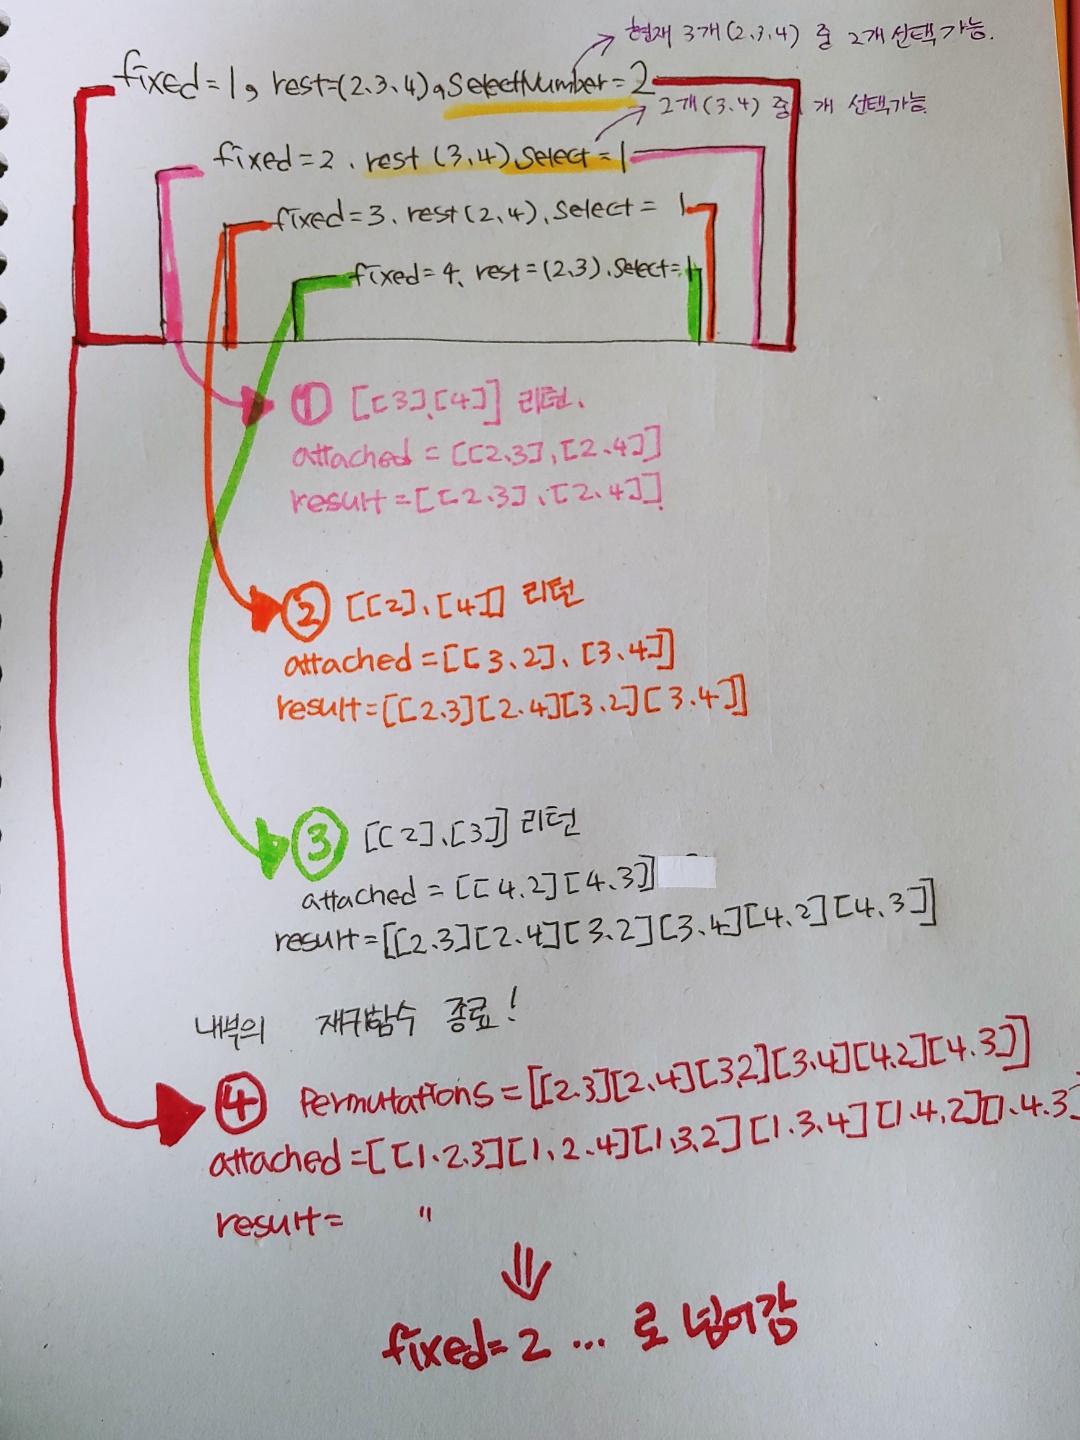 현재 3개(2,3,4) 중 2개 선택가능.
fixed=1, rest=(2.3.4), SelectNumber=2
2개(3.4) 중 1개 선택가능.
fixed=2. rest (3,4) Select=1
fixed=3. rest(2,4). Select= 1
fixed=4. rest=(2.3). Select=1
① [[3].[4]] 리턴.
attached = [[2.3],[2.4]]
result=[[2.3].[2.4]]
② [[2].[4]] 리턴
attached=[[3.2].[3.4]]
result=[[2.3][2.4][3.2][3.4]]
③ [[2].[3]] 리턴
attached = [[4.2][4.3]]
result=[[2.3][2.4][3.2][3.4][4.2][4.3]]
내부의 재귀함수 종료!
④ Permutations=[[2.3][2.4][3.2][3.4][4.2][4.3]]
attached=[[1.2.3][1.2.4][1.3.2][1.3.4][1.4.2][1.4.3]
result= "
⇓
fixed=2 ... 로 넘어감